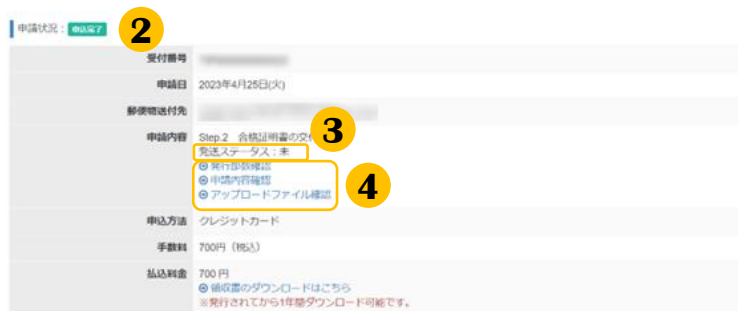 申請状況： 申込完了
2
受付番号
申請日 2023年4月25日(火)
郵便物送付先
3
申請内容 Step.2 合格証明書の交
発送ステータス：未
発行部数確認
申請内容確認
アップロードファイル確認
4
申込方法 クレジットカード
手数料 700円（税込）
払込料金 700 円
領収書のダウンロードはこちら
※発行されてから1年間ダウンロード可能です。